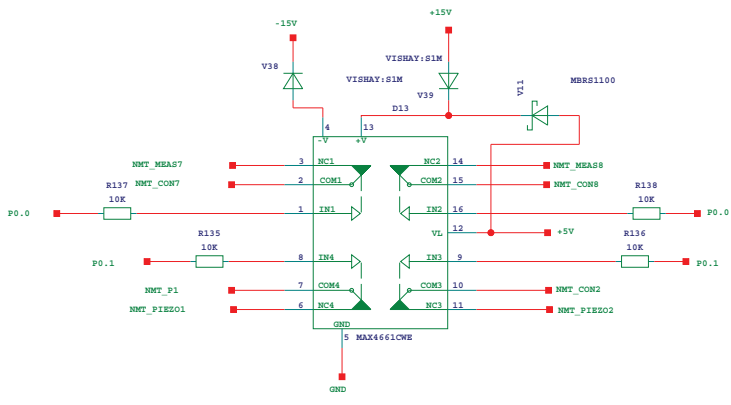 -15V
+15V
V38
VISHAY:S1M
VISHAY:S1M
V39
V11
MBRS1100
D13
4
13
-V
+V
NMT_MEAS7
3
NC1
NC2
14
NMT_MEAS8
NMT_CON7
2
COM1
COM2
15
NMT_CON8
R137
10K
R138
10K
P0.0
1
IN1
IN2
16
P0.0
VL
12
+5V
R135
10K
R136
10K
P0.1
8
IN4
IN3
9
P0.1
NMT_P1
7
COM4
COM3
10
NMT_CON2
NMT_PIEZO1
6
NC4
NC3
11
NMT_PIEZO2
GND
5
MAX4661CWE
GND